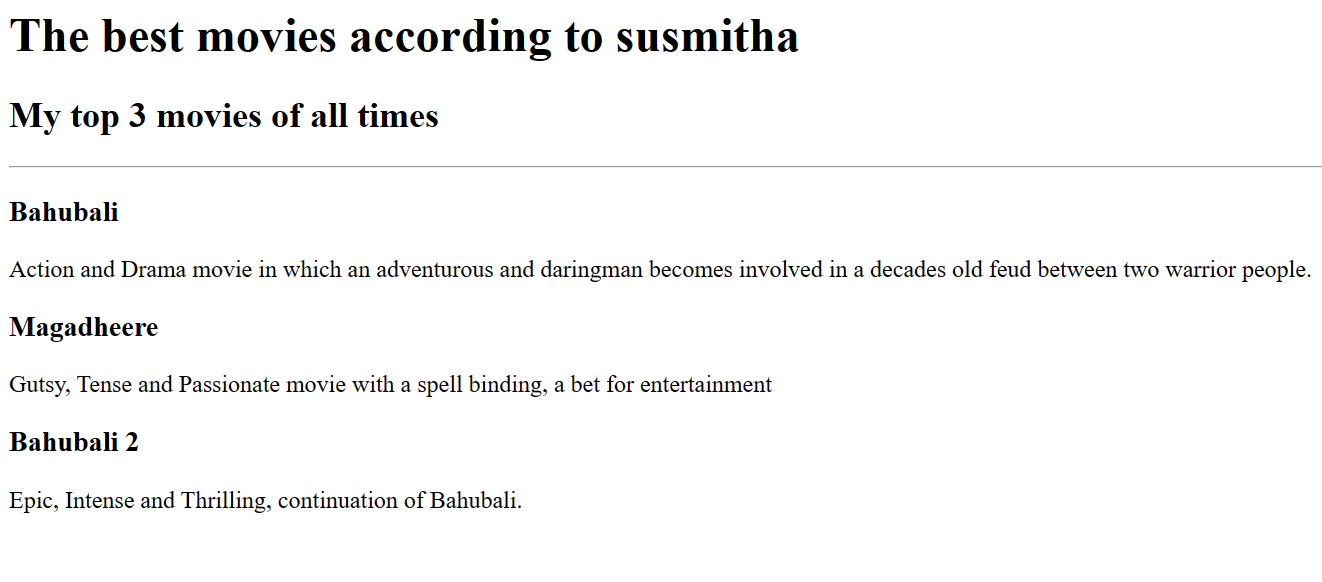 The best movies according to susmitha
My top 3 movies of all times
Bahubali
Action and Drama movie in which an adventurous and daringman becomes involved in a decades old feud between two warrior people.
Magadheere
Gutsy, Tense and Passionate movie with a spell binding, a bet for entertainment
Bahubali 2
Epic, Intense and Thrilling, continuation of Bahubali.